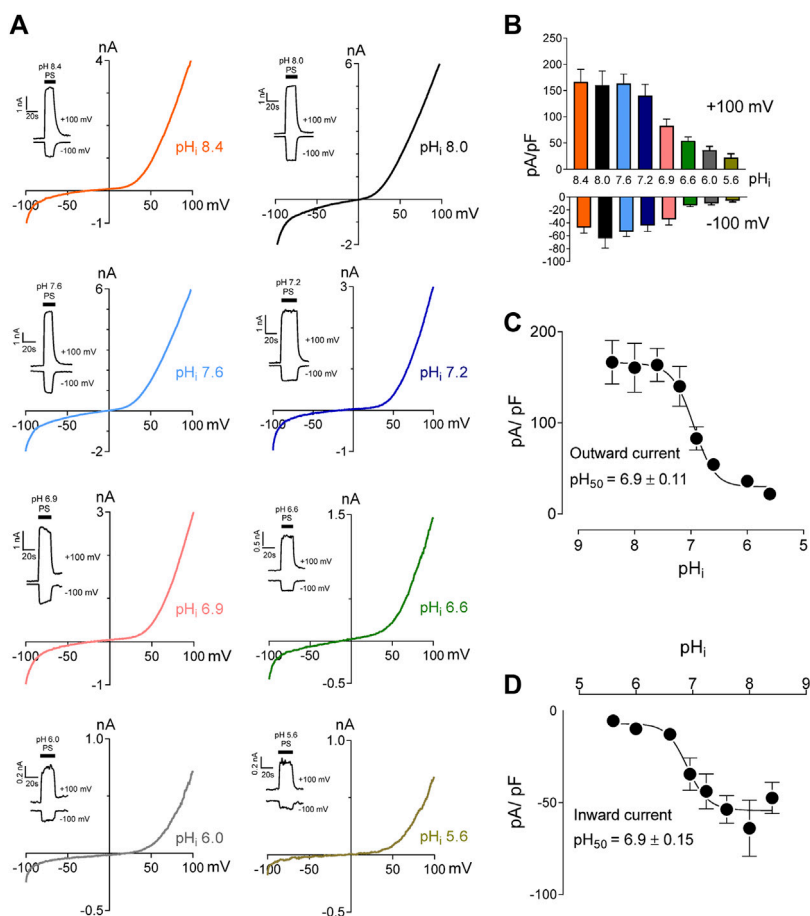 A
nA
4
pH 8.4
PS
1 nA
20s
+100 mV
-100 mV
pHi 8.4
-100
-50
50
100 mV
-1
nA
6
pH 8.0
PS
1 nA
20s
+100 mV
-100 mV
pHi 8.0
-100
-50
50
100 mV
-2
nA
6
pH 7.6
PS
1 nA
20s
+100 mV
-100 mV
pHi 7.6
-100
-50
50
100 mV
-2
nA
3
pH 7.2
PS
1 nA
20s
+100 mV
-100 mV
pHi 7.2
-100
-50
50
100 mV
-1
nA
3
pH 6.9
PS
1 nA
20s
+100 mV
-100 mV
pHi 6.9
-100
-50
50
100 mV
-1
nA
1.5
pH 6.6
PS
0.5 nA
20s
+100 mV
-100 mV
pHi 6.6
-100
-50
50
100 mV
-0.5
nA
1.0
pH 6.0
PS
0.2 nA
20s
+100 mV
-100 mV
pHi 6.0
-100
-50
50
100 mV
-0.5
nA
1.0
pH 5.6
PS
0.2 nA
20s
+100 mV
-100 mV
pHi 5.6
-100
-50
50
100 mV
-0.5
B
250
200
150
100
50
0
+100 mV
8.4 8.0 7.6 7.2 6.9 6.6 6.0 5.6 pHi
pA/pF
0
-20
-40
-60
-80
-100
-100 mV
C
200
100
0
pA/ pF
Outward current
pH50 = 6.9 ± 0.11
9 8 7 6 5
pHi
D
pHi
5 6 7 8 9
0
-50
-100
pA/ pF
Inward current
pH50 = 6.9 ± 0.15